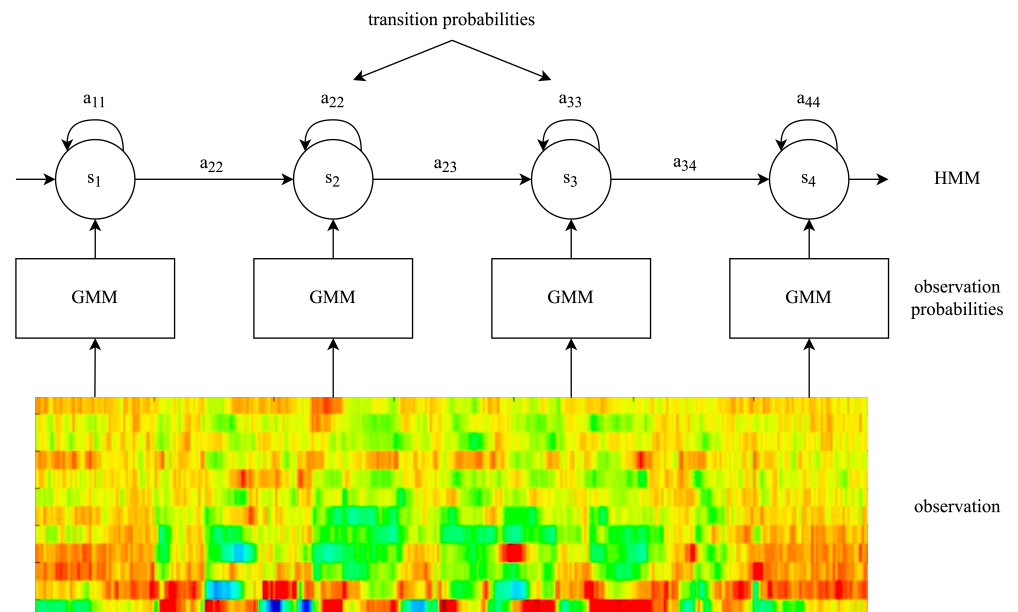 transition probabilities
a11 a22 a33 a44
s1 a22 s2 a23 s3 a34 s4 HMM
GMM GMM GMM GMM observation
probabilities
observation